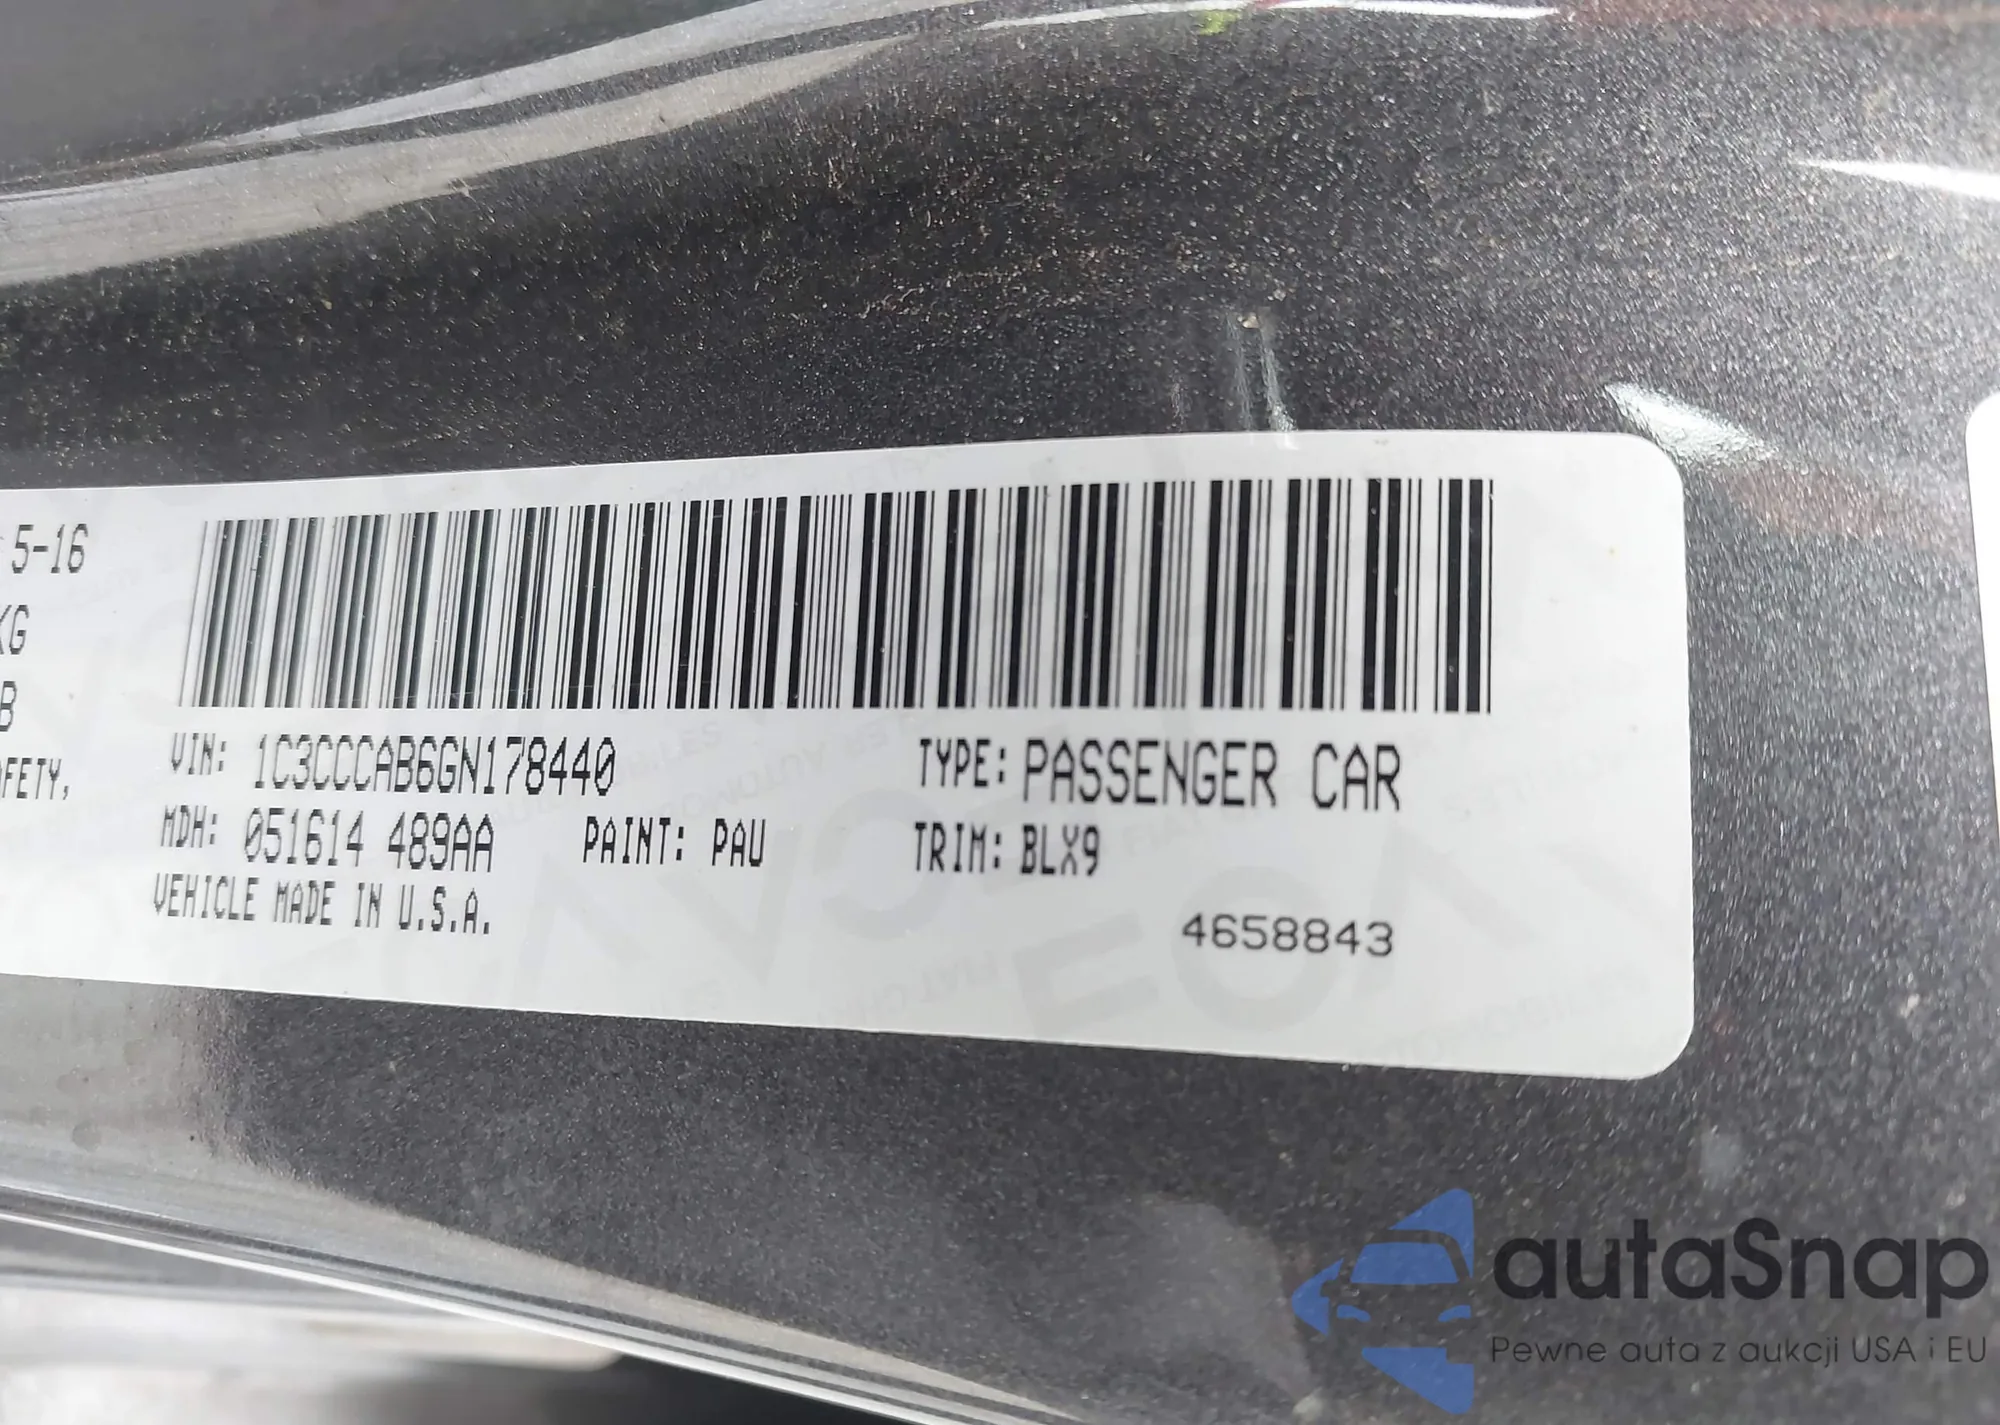 5-16
KG
B
FETY,
VIN: 1C3CCCAB6GN178440
TYPE: PASSENGER CAR
MDH: 051614 489AA
PAINT: PAU
TRIM: BLX9
VEHICLE MADE IN U.S.A.
4658843
autaSnap
Pewne auta z aukcji USA i EU